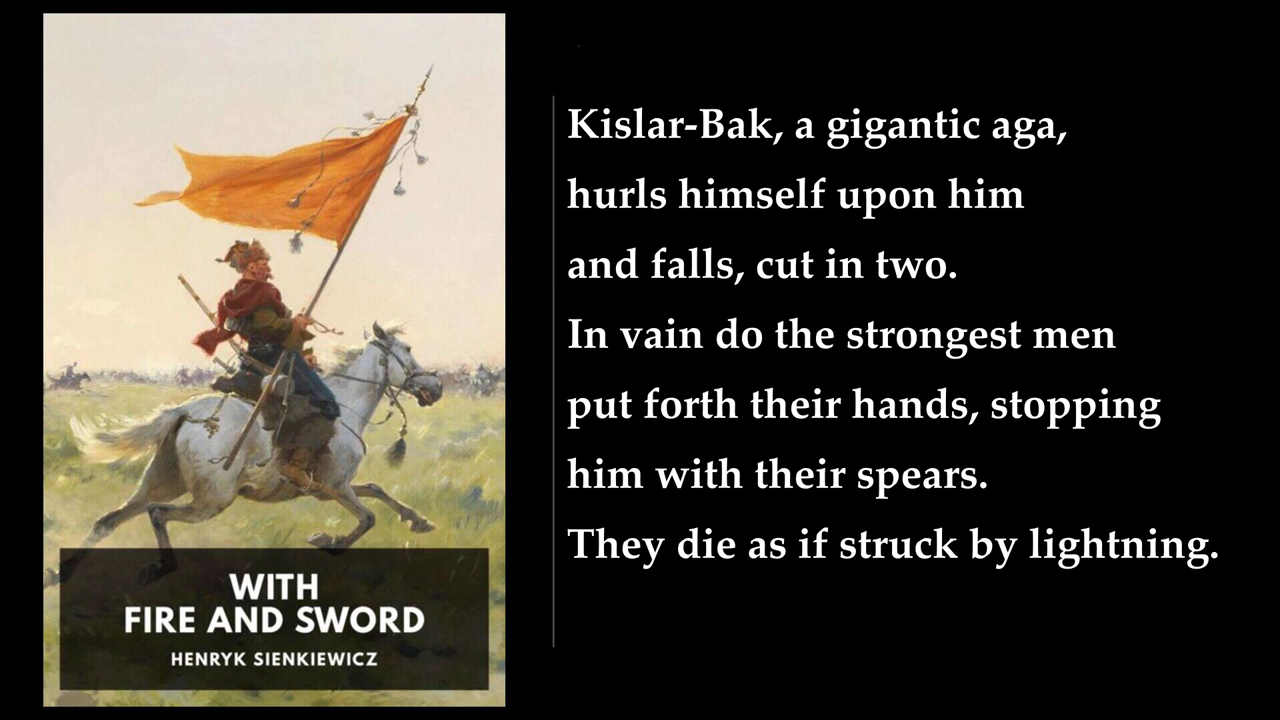 WITH
FIRE AND SWORD
HENRYK SIENKIEWICZ
Kislar-Bak, a gigantic aga,
hurls himself upon him
and falls, cut in two.
In vain do the strongest men
put forth their hands, stopping
him with their spears.
They die as if struck by lightning.